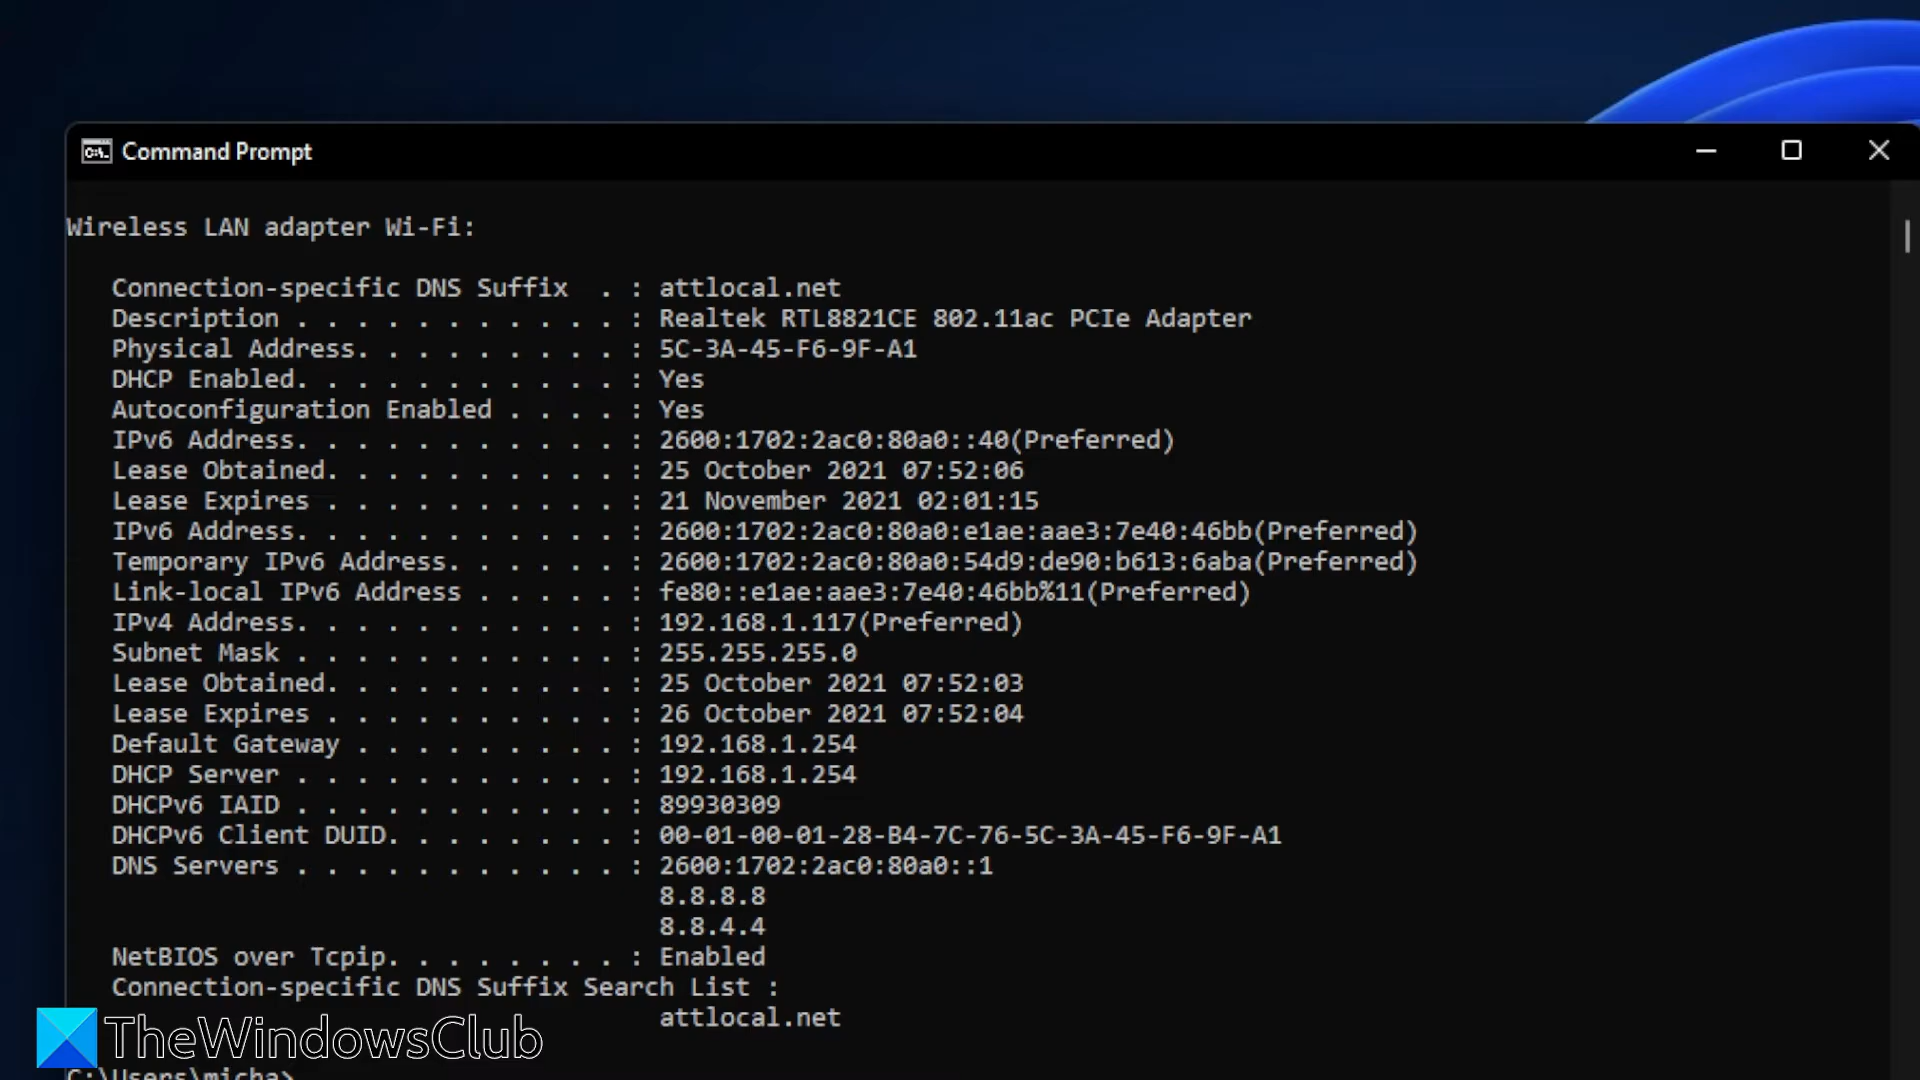 Command Prompt
Wireless LAN adapter Wi-Fi:
Connection-specific DNS Suffix  . : attlocal.net
Description . . . . . . . . . . . : Realtek RTL8821CE 802.11ac PCIe Adapter
Physical Address. . . . . . . . . : 5C-3A-45-F6-9F-A1
DHCP Enabled. . . . . . . . . . . : Yes
Autoconfiguration Enabled . . . . : Yes
IPv6 Address. . . . . . . . . . . : 2600:1702:2ac0:80a0::40(Preferred)
Lease Obtained. . . . . . . . . . : 25 October 2021 07:52:06
Lease Expires . . . . . . . . . . : 21 November 2021 02:01:15
IPv6 Address. . . . . . . . . . . : 2600:1702:2ac0:80a0:e1ae:aae3:7e40:46bb(Preferred)
Temporary IPv6 Address. . . . . . : 2600:1702:2ac0:80a0:54d9:de90:b613:6aba(Preferred)
Link-local IPv6 Address . . . . . : fe80::e1ae:aae3:7e40:46bb%11(Preferred)
IPv4 Address. . . . . . . . . . . : 192.168.1.117(Preferred)
Subnet Mask . . . . . . . . . . . : 255.255.255.0
Lease Obtained. . . . . . . . . . : 25 October 2021 07:52:03
Lease Expires . . . . . . . . . . : 26 October 2021 07:52:04
Default Gateway . . . . . . . . . : 192.168.1.254
DHCP Server . . . . . . . . . . . : 192.168.1.254
DHCPv6 IAID . . . . . . . . . . . : 89930309
DHCPv6 Client DUID. . . . . . . . : 00-01-00-01-28-B4-7C-76-5C-3A-45-F6-9F-A1
DNS Servers . . . . . . . . . . . : 2600:1702:2ac0:80a0::1
8.8.8.8
8.8.4.4
NetBIOS over Tcpip. . . . . . . . : Enabled
Connection-specific DNS Suffix Search List :
attlocal.net
TheWindowsClub
C:\Users\micha>